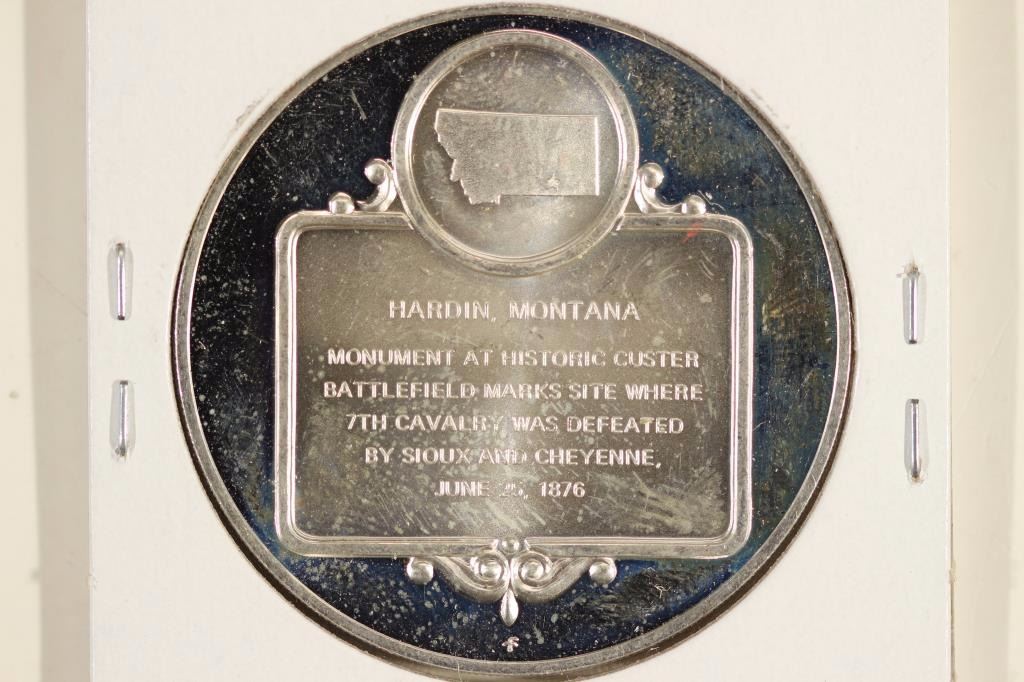 HARDIN, MONTANA
MONUMENT AT HISTORIC CUSTER
BATTLEFIELD MARKS SITE WHERE
7TH CAVALRY WAS DEFEATED
BY SIOUX AND CHEYENNE,
JUNE 25, 1876